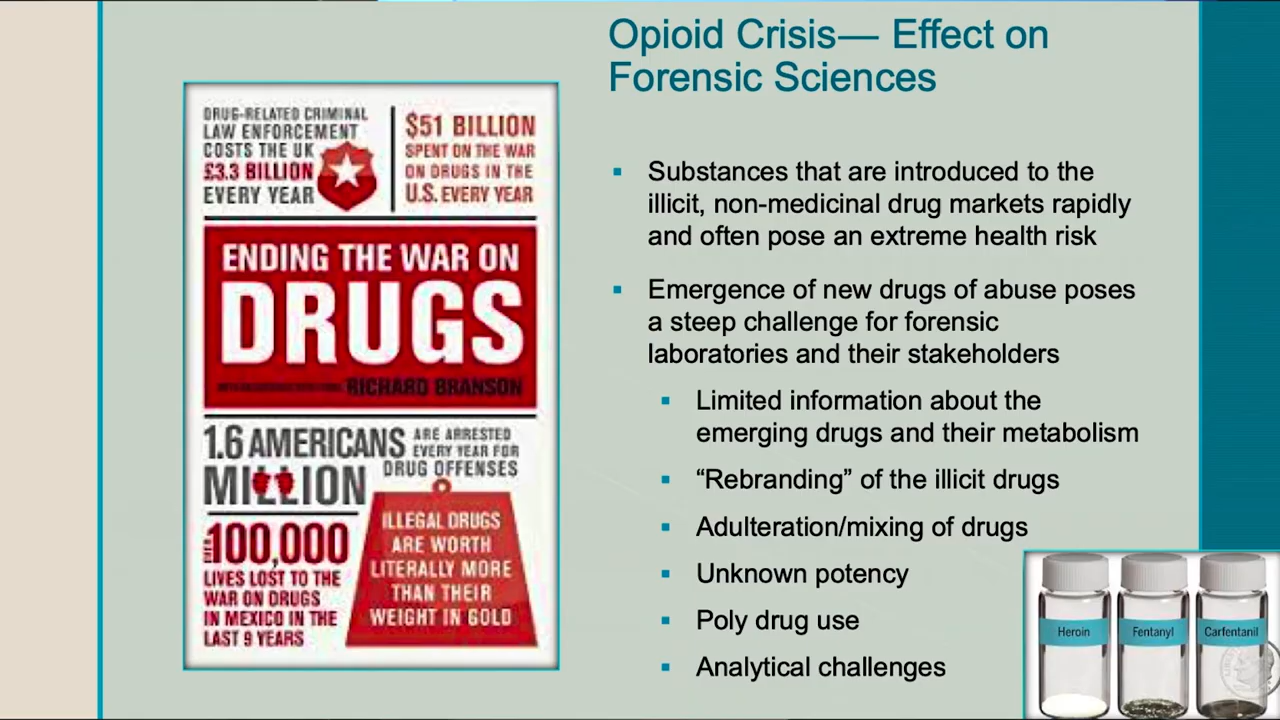 Opioid Crisis— Effect on
Forensic Sciences
DRUG-RELATED CRIMINAL
LAW ENFORCEMENT
COSTS THE UK
£3.3 BILLION
EVERY YEAR
$51 BILLION
SPENT ON THE WAR
ON DRUGS IN THE
U.S. EVERY YEAR
ENDING THE WAR ON
DRUGS
RICHARD BRANSON
1.6 AMERICANS
MILLION
ARE ARRESTED
EVERY YEAR FOR
DRUG OFFENSES
100,000
LIVES LOST TO THE
WAR ON DRUGS
IN MEXICO IN THE
LAST 9 YEARS
ILLEGAL DRUGS
ARE WORTH
LITERALLY MORE
THAN THEIR
WEIGHT IN GOLD
▪ Substances that are introduced to the
illicit, non-medicinal drug markets rapidly
and often pose an extreme health risk
▪ Emergence of new drugs of abuse poses
a steep challenge for forensic
laboratories and their stakeholders
▪ Limited information about the
emerging drugs and their metabolism
▪ “Rebranding” of the illicit drugs
▪ Adulteration/mixing of drugs
▪ Unknown potency
▪ Poly drug use
▪ Analytical challenges
Heroin
Fentanyl
Carfentanil